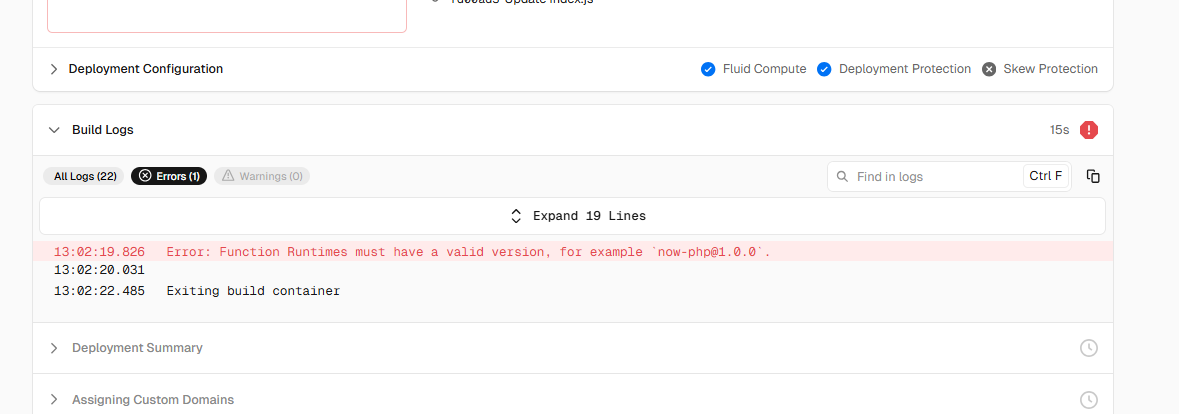 Update index.js
Deployment Configuration
Fluid Compute
Deployment Protection
Skew Protection
Build Logs
15s
All Logs (22)
Errors (1)
Warnings (0)
Find in logs
Ctrl F
Expand 19 Lines
13:02:19.826 Error: Function Runtimes must have a valid version, for example `now-php@1.0.0`.
13:02:20.031
13:02:22.485 Exiting build container
Deployment Summary
Assigning Custom Domains